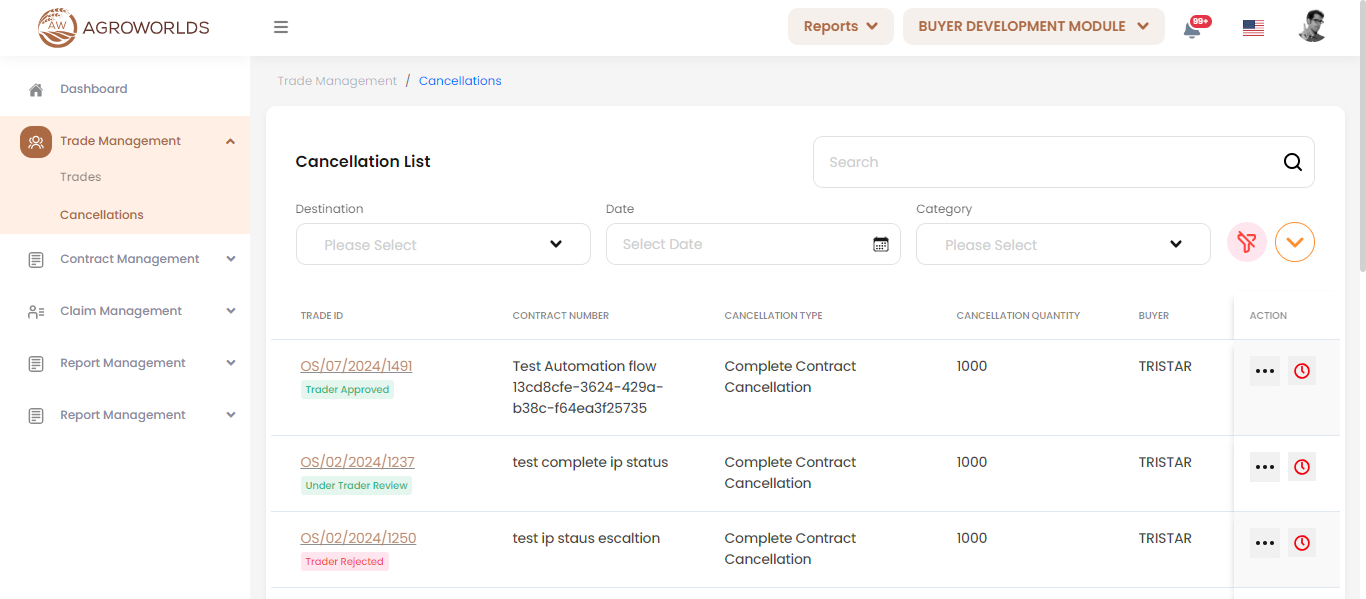 AW AGROWORLDS
Reports
BUYER DEVELOPMENT MODULE
99+
Dashboard
Trade Management
Trades
Cancellations
Contract Management
Claim Management
Report Management
Report Management
Trade Management / Cancellations
Cancellation List
Search
Destination Date Category
Please Select Select Date Please Select
TRADE ID CONTRACT NUMBER CANCELLATION TYPE CANCELLATION QUANTITY BUYER ACTION
OS/07/2024/1491 Test Automation flow Complete Contract 1000 TRISTAR
Trader Approved 13cd8cfe-3624-429a- Cancellation
b38c-f64ea3f25735
OS/02/2024/1237 test complete ip status Complete Contract 1000 TRISTAR
Under Trader Review Cancellation
OS/02/2024/1250 test ip staus escaltion Complete Contract 1000 TRISTAR
Trader Rejected Cancellation